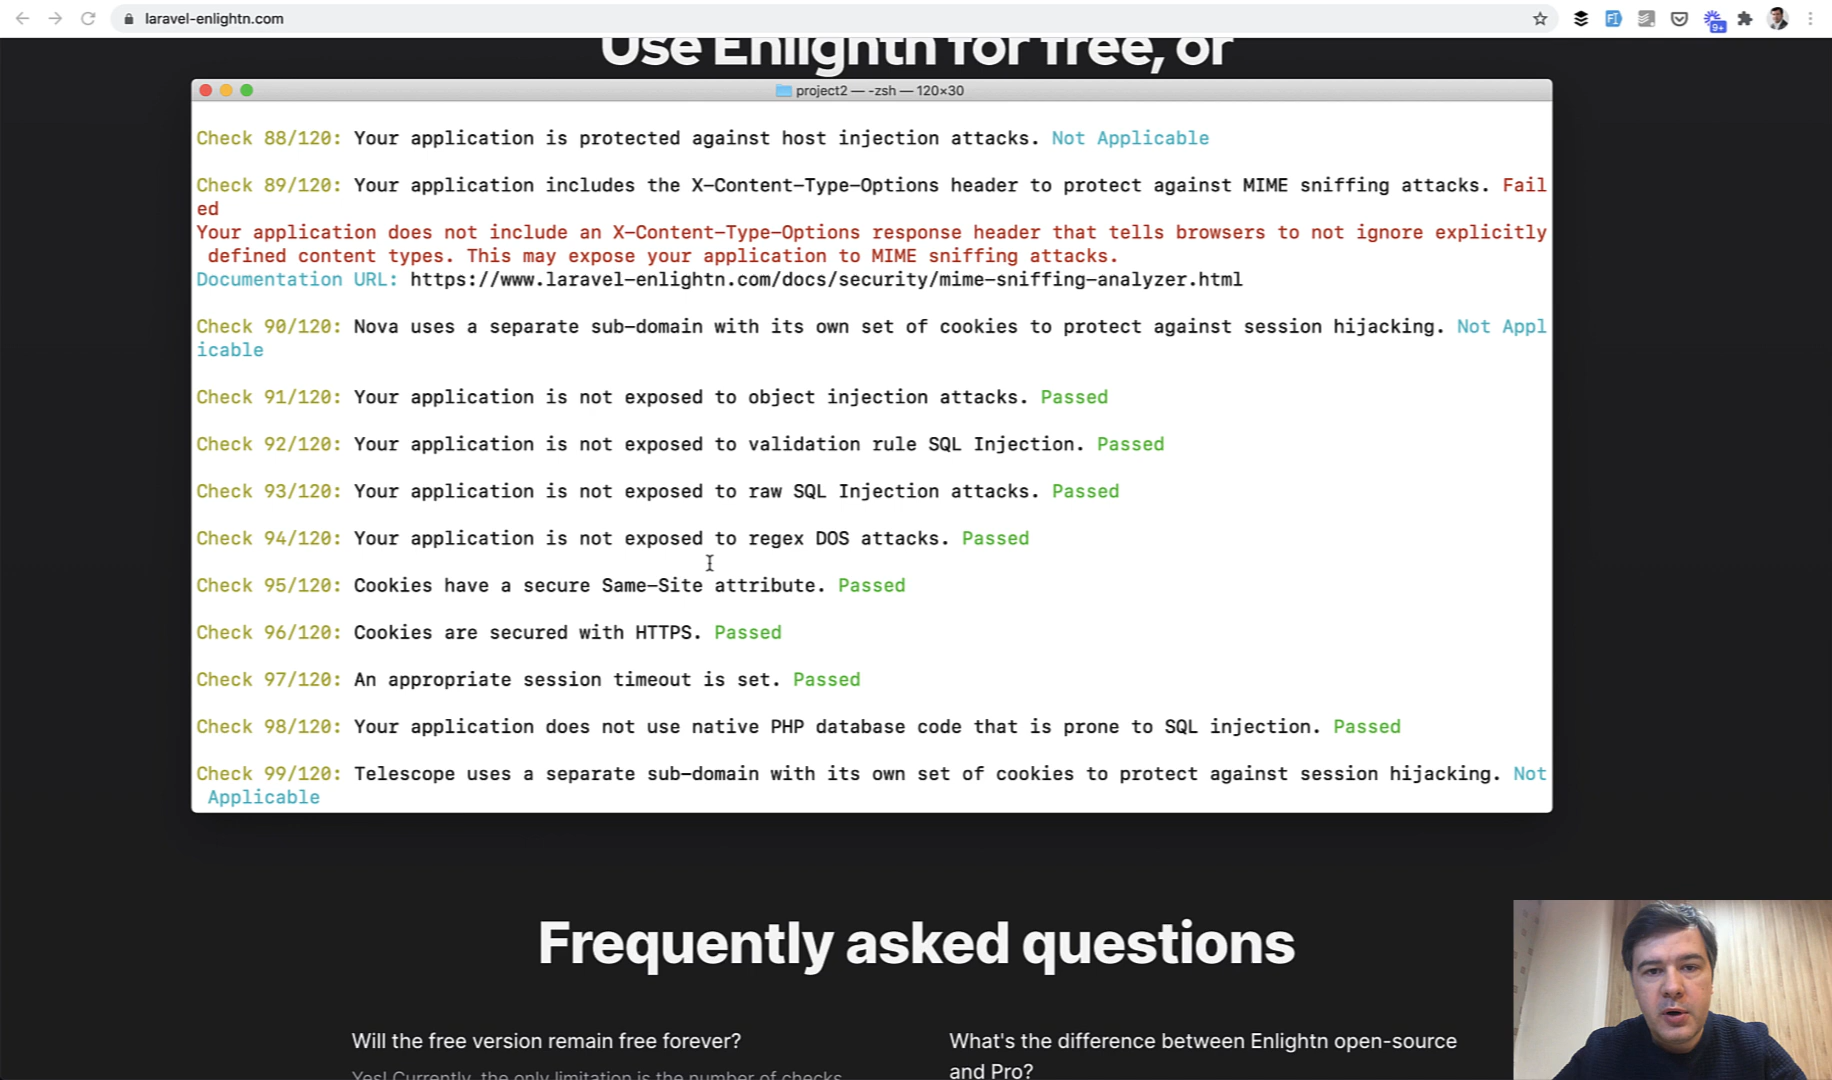 laravel-enlightn.com
9+
Use Enlightn for free, or
project2 — -zsh — 120×30
Check 88/120: Your application is protected against host injection attacks. Not Applicable
Check 89/120: Your application includes the X-Content-Type-Options header to protect against MIME sniffing attacks. Fail
ed
Your application does not include an X-Content-Type-Options response header that tells browsers to not ignore explicitly
defined content types. This may expose your application to MIME sniffing attacks.
Documentation URL: https://www.laravel-enlightn.com/docs/security/mime-sniffing-analyzer.html
Check 90/120: Nova uses a separate sub-domain with its own set of cookies to protect against session hijacking. Not Appl
icable
Check 91/120: Your application is not exposed to object injection attacks. Passed
Check 92/120: Your application is not exposed to validation rule SQL Injection. Passed
Check 93/120: Your application is not exposed to raw SQL Injection attacks. Passed
Check 94/120: Your application is not exposed to regex DOS attacks. Passed
Check 95/120: Cookies have a secure Same-Site attribute. Passed
Check 96/120: Cookies are secured with HTTPS. Passed
Check 97/120: An appropriate session timeout is set. Passed
Check 98/120: Your application does not use native PHP database code that is prone to SQL injection. Passed
Check 99/120: Telescope uses a separate sub-domain with its own set of cookies to protect against session hijacking. Not
Applicable
Frequently asked questions
Will the free version remain free forever?
Yes! Currently, the only limitation is the number of checks
What's the difference between Enlightn open-source
and Pro?